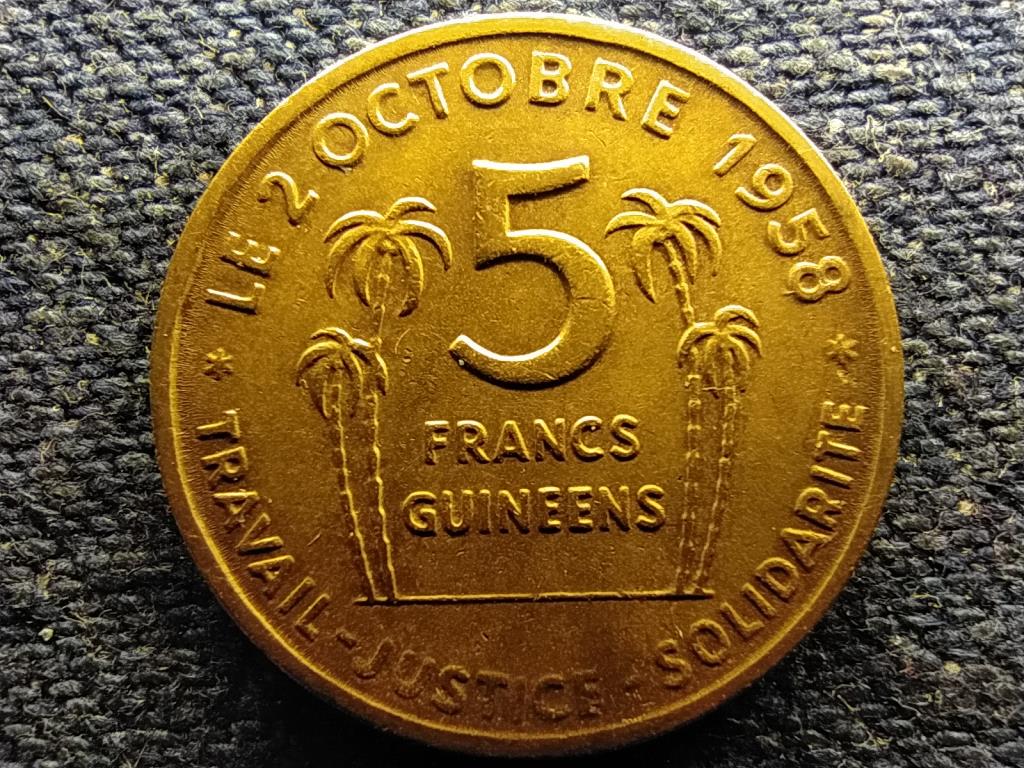 LE 2 OCTOBRE 1958
5
FRANCS
GUINEENS
* TRAVAIL - JUSTICE - SOLIDARITE *